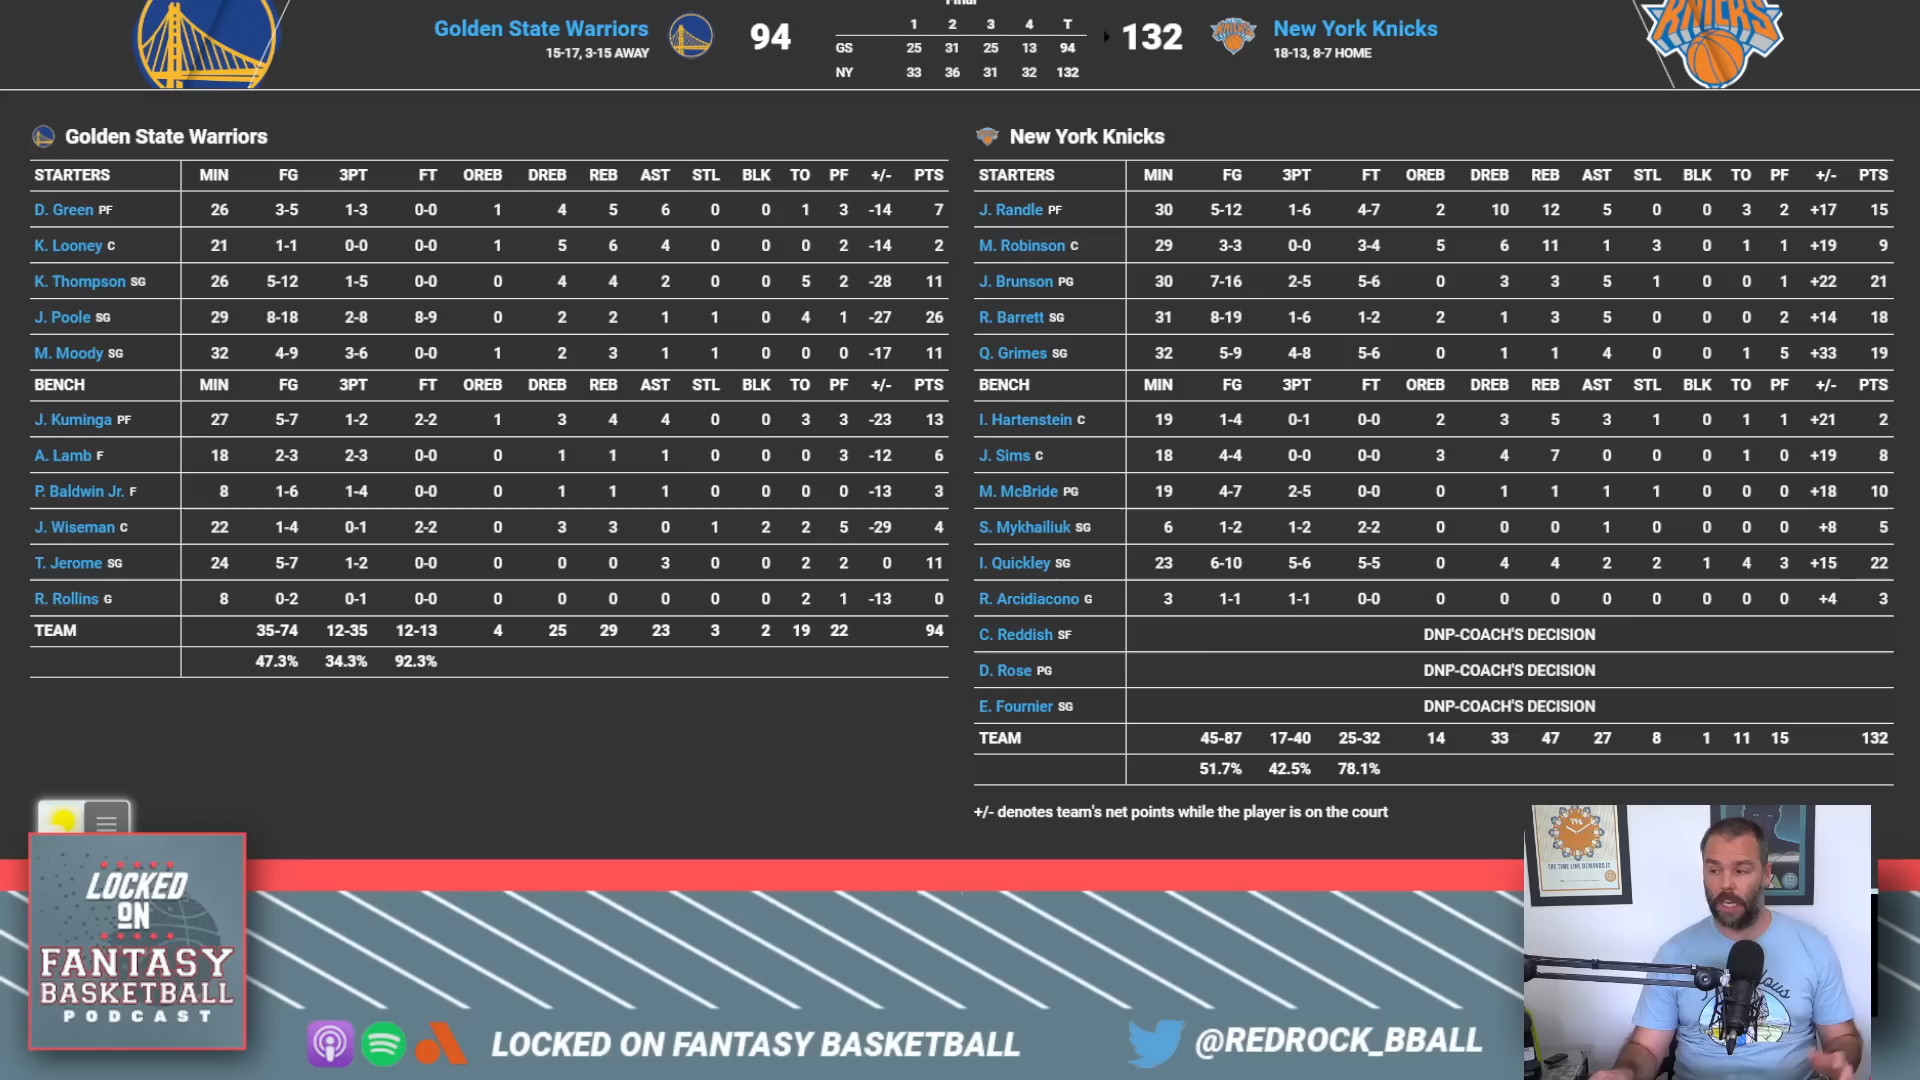 Final
Golden State Warriors
15-17, 3-15 AWAY
94
1 2 3 4 T
GS 25 31 25 13 94
NY 33 36 31 32 132
132
New York Knicks
18-13, 8-7 HOME
KNICKS
Golden State Warriors
STARTERS MIN FG 3PT FT OREB DREB REB AST STL BLK TO PF +/- PTS
D. Green PF 26 3-5 1-3 0-0 1 4 5 6 0 0 1 3 -14 7
K. Looney C 21 1-1 0-0 0-0 1 5 6 4 0 0 0 2 -14 2
K. Thompson SG 26 5-12 1-5 0-0 0 4 4 2 0 0 5 2 -28 11
J. Poole SG 29 8-18 2-8 8-9 0 2 2 1 1 0 4 1 -27 26
M. Moody SG 32 4-9 3-6 0-0 1 2 3 1 1 0 0 0 -17 11
BENCH MIN FG 3PT FT OREB DREB REB AST STL BLK TO PF +/- PTS
J. Kuminga PF 27 5-7 1-2 2-2 1 3 4 4 0 0 3 3 -23 13
A. Lamb F 18 2-3 2-3 0-0 0 1 1 1 0 0 0 3 -12 6
P. Baldwin Jr. F 8 1-6 1-4 0-0 0 1 1 1 0 0 0 0 -13 3
J. Wiseman C 22 1-4 0-1 2-2 0 3 3 0 1 2 2 5 -29 4
T. Jerome SG 24 5-7 1-2 0-0 0 0 0 3 0 0 2 2 0 11
R. Rollins G 8 0-2 0-1 0-0 0 0 0 0 0 0 2 1 -13 0
TEAM 35-74 12-35 12-13 4 25 29 23 3 2 19 22 94
47.3% 34.3% 92.3%
New York Knicks
STARTERS MIN FG 3PT FT OREB DREB REB AST STL BLK TO PF +/- PTS
J. Randle PF 30 5-12 1-6 4-7 2 10 12 5 0 0 3 2 +17 15
M. Robinson C 29 3-3 0-0 3-4 5 6 11 1 3 0 1 1 +19 9
J. Brunson PG 30 7-16 2-5 5-6 0 3 3 5 1 0 0 1 +22 21
R. Barrett SG 31 8-19 1-6 1-2 2 1 3 5 0 0 0 2 +14 18
Q. Grimes SG 32 5-9 4-8 5-6 0 1 1 4 0 0 1 5 +33 19
BENCH MIN FG 3PT FT OREB DREB REB AST STL BLK TO PF +/- PTS
I. Hartenstein C 19 1-4 0-1 0-0 2 3 5 3 1 0 1 1 +21 2
J. Sims C 18 4-4 0-0 0-0 3 4 7 0 0 0 1 0 +19 8
M. McBride PG 19 4-7 2-5 0-0 0 1 1 1 1 0 0 0 +18 10
S. Mykhailiuk SG 6 1-2 1-2 2-2 0 0 0 1 0 0 0 0 +8 5
I. Quickley SG 23 6-10 5-6 5-5 0 4 4 2 2 1 4 3 +15 22
R. Arcidiacono G 3 1-1 1-1 0-0 0 0 0 0 0 0 0 0 +4 3
C. Reddish SF DNP-COACH'S DECISION
D. Rose PG DNP-COACH'S DECISION
E. Fournier SG DNP-COACH'S DECISION
TEAM 45-87 17-40 25-32 14 33 47 27 8 1 11 15 132
51.7% 42.5% 78.1%
+/- denotes team's net points while the player is on the court
LOCKED
ON
FANTASY
BASKETBALL
PODCAST
LOCKED ON FANTASY BASKETBALL
@REDROCK_BBALL
TVA
THE TIME LINE DEMANDS IT